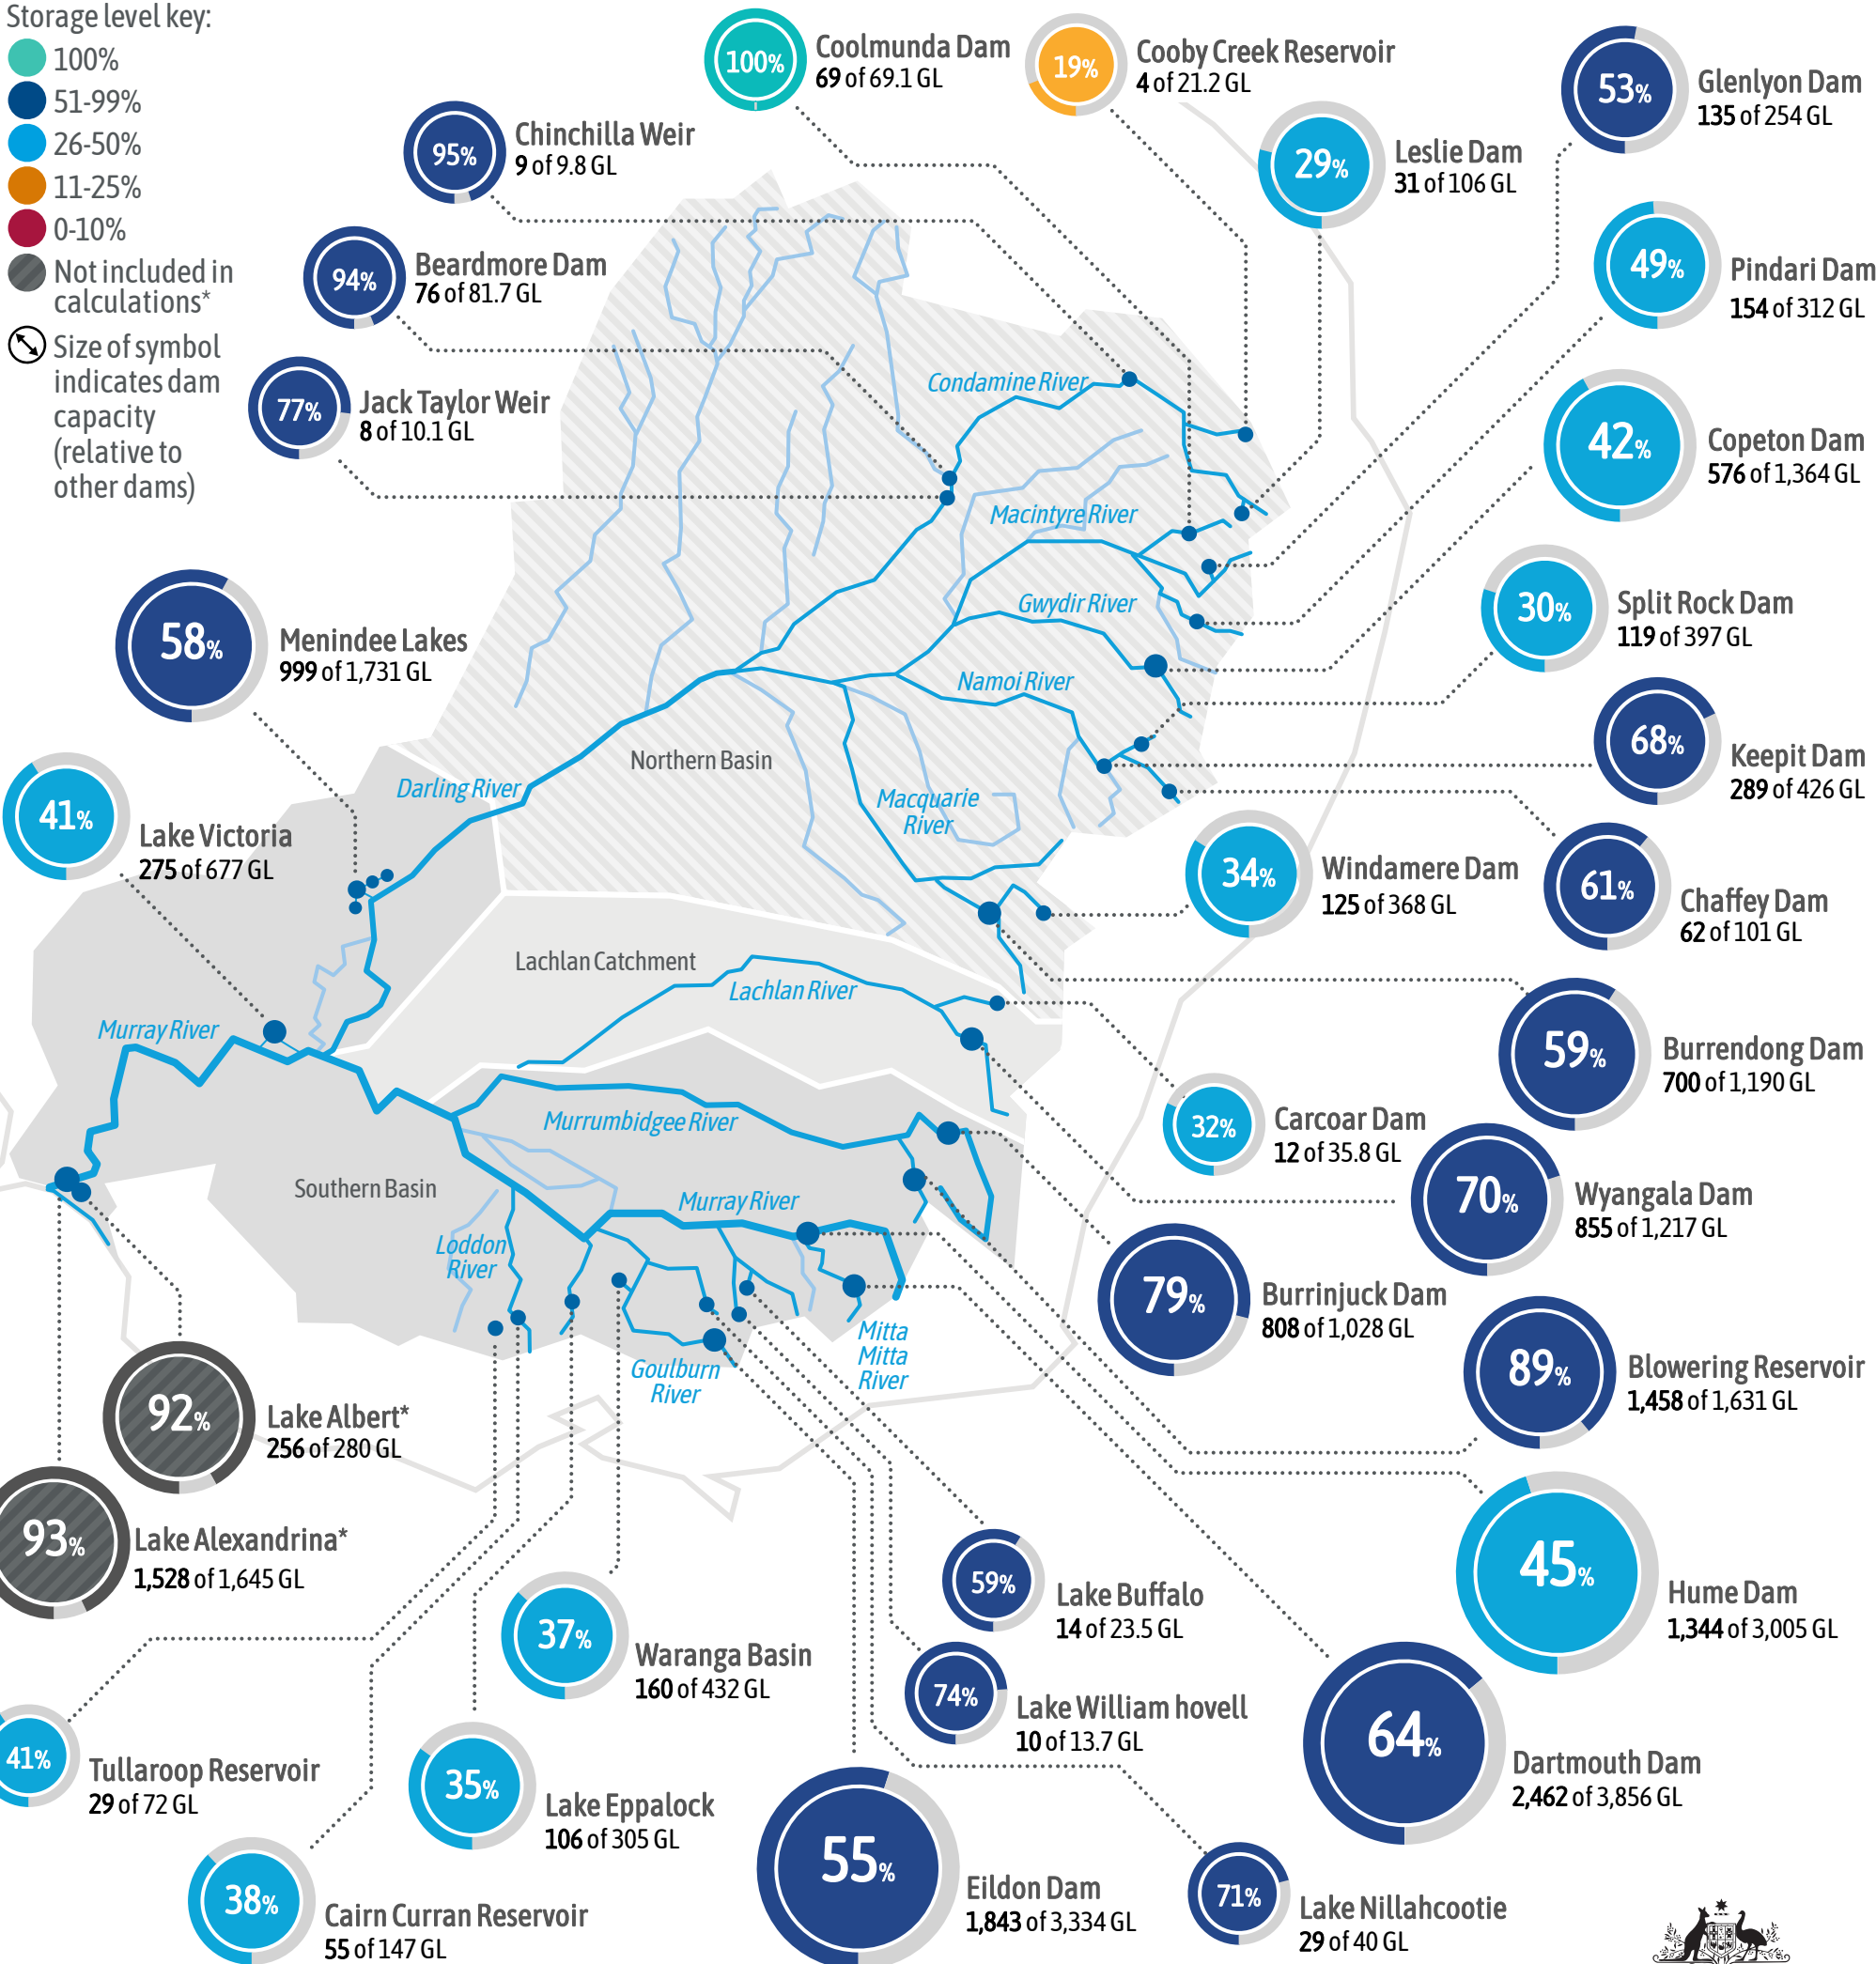 Storage level key:
100%
51-99%
26-50%
11-25%
0-10%
Not included in
calculations*
Size of symbol
indicates dam
capacity
(relative to
other dams)
100%
Coolmunda Dam
69 of 69.1 GL
19%
Cooby Creek Reservoir
4 of 21.2 GL
53%
Glenlyon Dam
135 of 254 GL
95%
Chinchilla Weir
9 of 9.8 GL
29%
Leslie Dam
31 of 106 GL
94%
Beardmore Dam
76 of 81.7 GL
49%
Pindari Dam
154 of 312 GL
77%
Jack Taylor Weir
8 of 10.1 GL
Condamine River
42%
Copeton Dam
576 of 1,364 GL
Macintyre River
58%
Menindee Lakes
999 of 1,731 GL
Gwydir River
30%
Split Rock Dam
119 of 397 GL
Namoi River
Northern Basin
68%
Keepit Dam
289 of 426 GL
Darling River
Macquarie
River
41%
Lake Victoria
275 of 677 GL
34%
Windamere Dam
125 of 368 GL
61%
Chaffey Dam
62 of 101 GL
Lachlan Catchment
Lachlan River
Murray River
59%
Burrendong Dam
700 of 1,190 GL
Murrumbidgee River
32%
Carcoar Dam
12 of 35.8 GL
Southern Basin
Murray River
70%
Wyangala Dam
855 of 1,217 GL
Loddon
River
79%
Burrinjuck Dam
808 of 1,028 GL
Mitta
Mitta
River
Goulburn
River
89%
Blowering Reservoir
1,458 of 1,631 GL
92%
Lake Albert*
256 of 280 GL
93%
Lake Alexandrina*
1,528 of 1,645 GL
45%
Hume Dam
1,344 of 3,005 GL
59%
Lake Buffalo
14 of 23.5 GL
37%
Waranga Basin
160 of 432 GL
74%
Lake William hovell
10 of 13.7 GL
64%
Dartmouth Dam
2,462 of 3,856 GL
41%
Tullaroop Reservoir
29 of 72 GL
35%
Lake Eppalock
106 of 305 GL
55%
Eildon Dam
1,843 of 3,334 GL
71%
Lake Nillahcootie
29 of 40 GL
38%
Cairn Curran Reservoir
55 of 147 GL